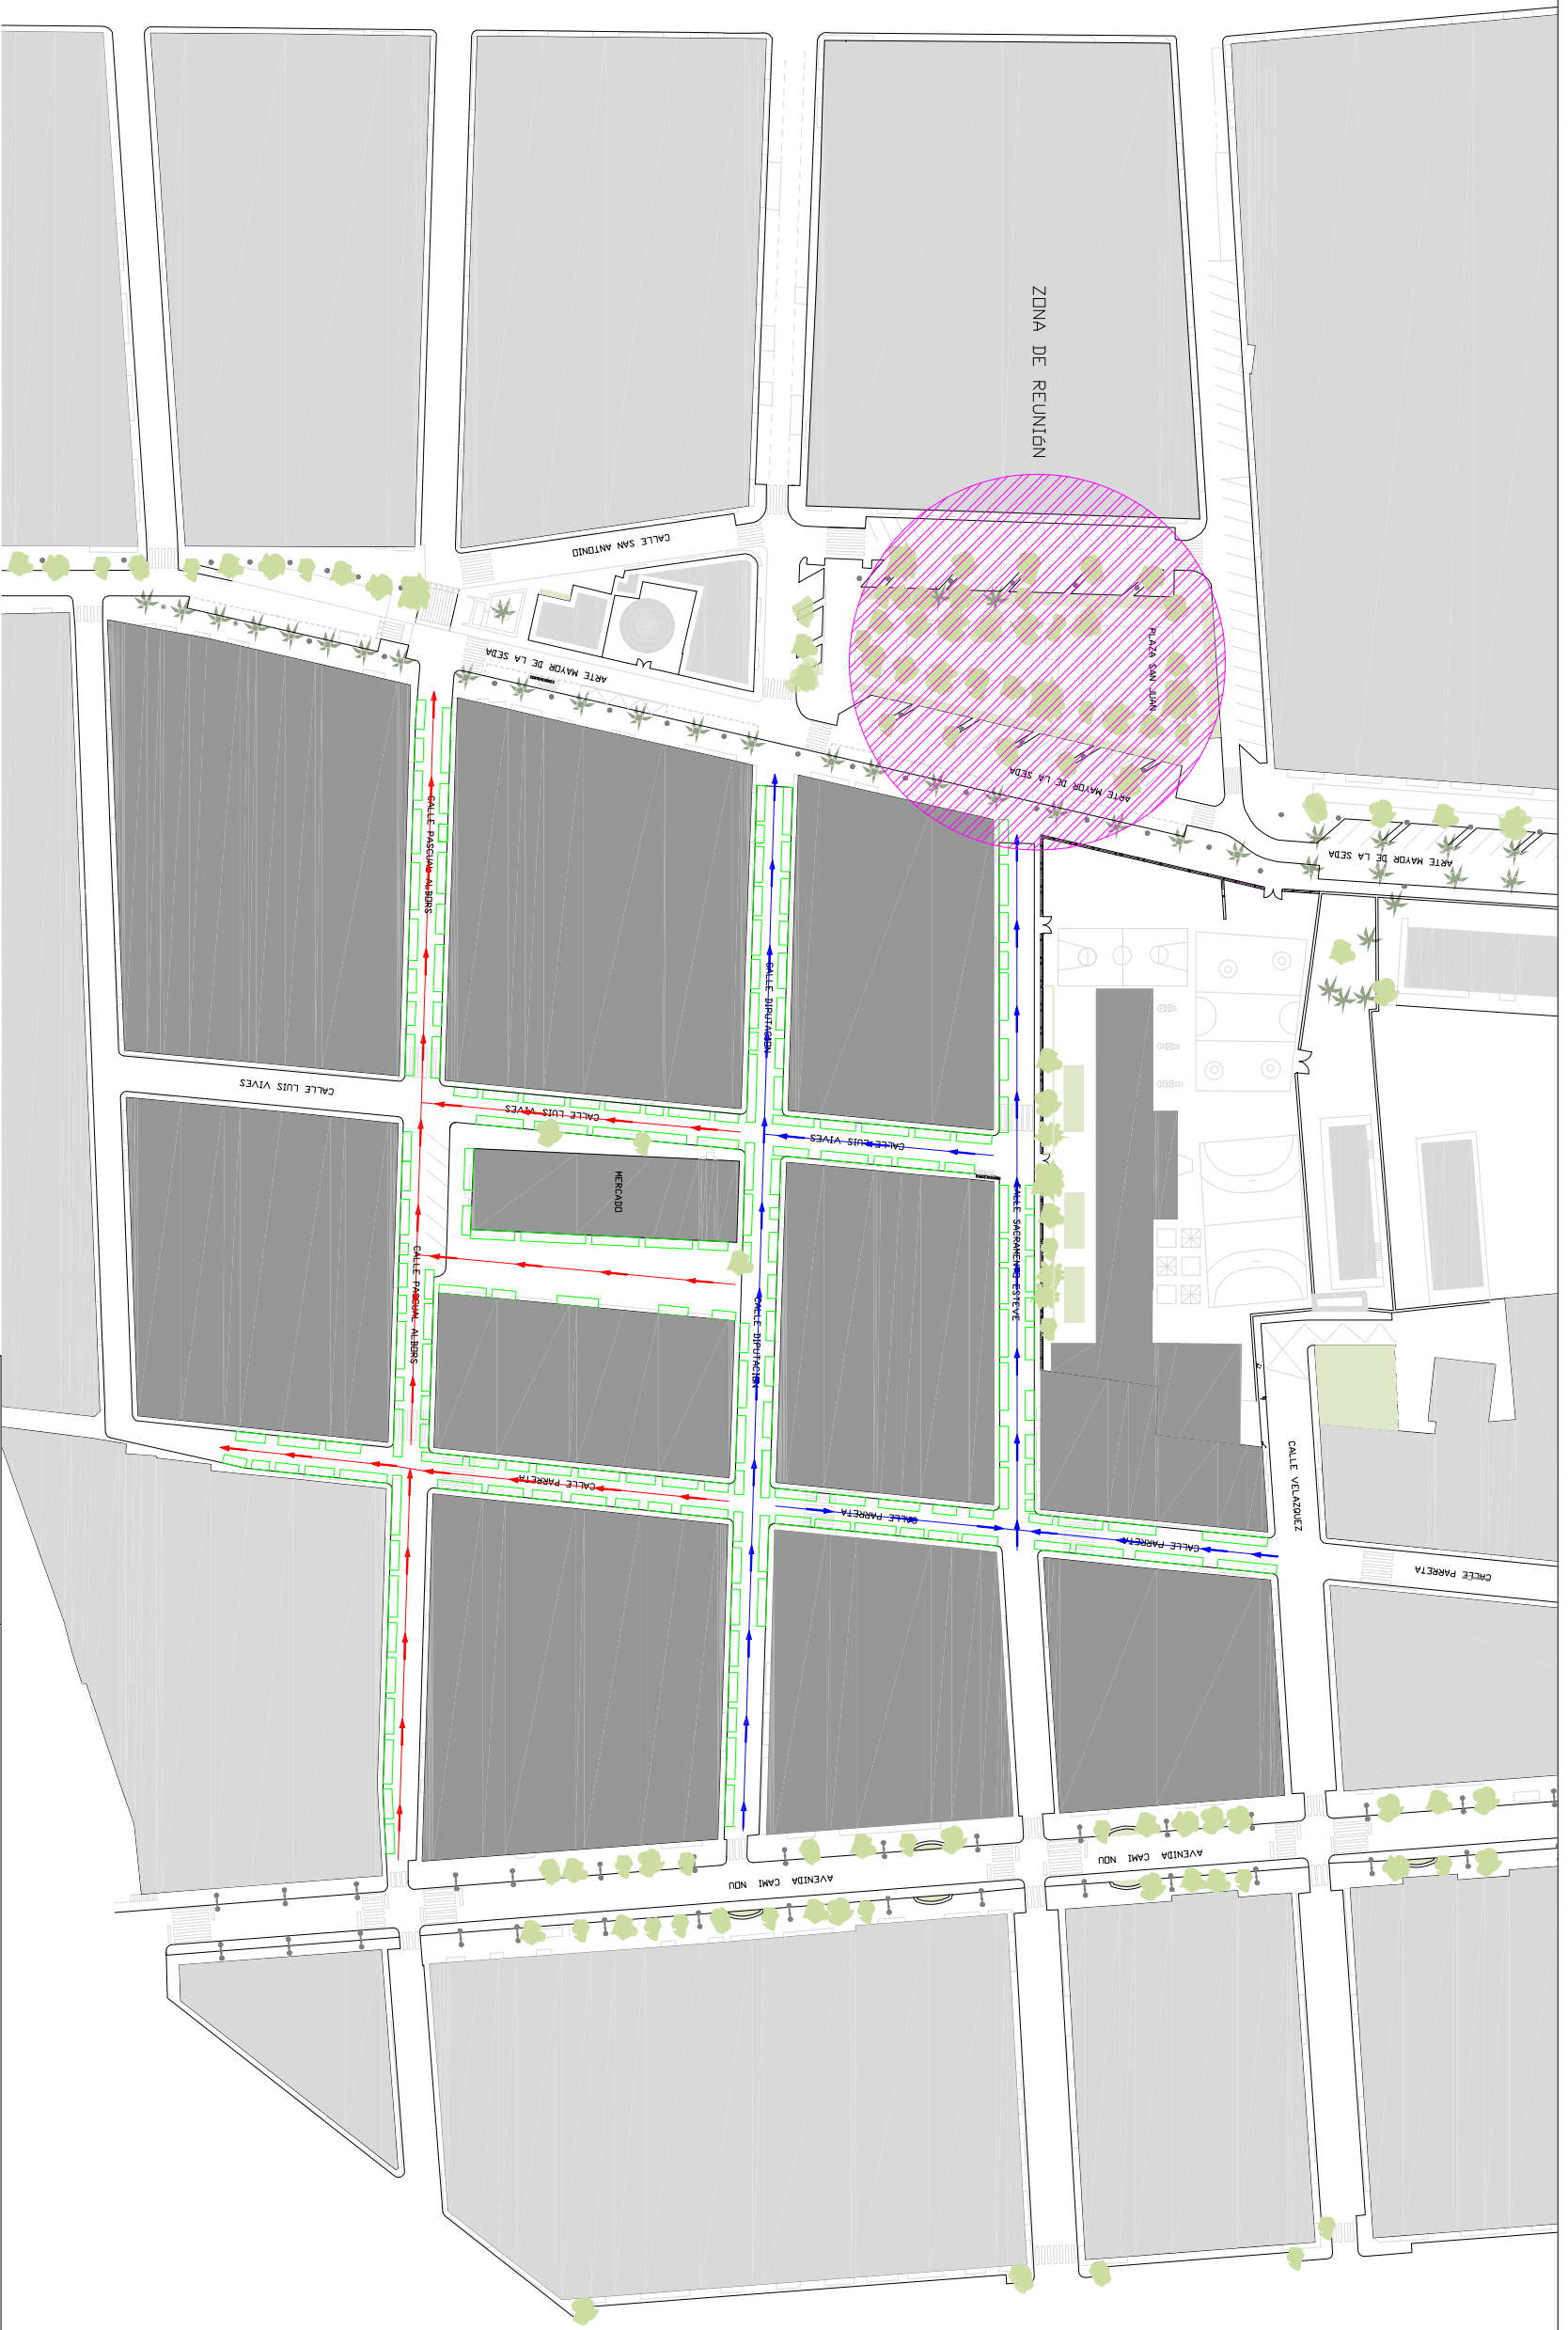 ZONA DE REUNIÓN
CALLE SAN ANTONIO
ARTE MAYOR DE LA SEDA
PLAZA SAN JUAN
ARTE MAYOR DE LA SEDA
ARTE MAYOR DE LA SEDA
CALLE PASCUAL ALBORS
CALLE DIPUTACIÓN
CALLE LUIS VIVES
CALLE LUIS VIVES
CALLE LUIS VIVES
MERCADO
CALLE SACRAMENTO ESTEVE
CALLE PASCUAL ALBORS
CALLE DIPUTACIÓN
CALLE PARRETA
CALLE PARRETA
CALLE PARRETA
CALLE VELAZQUEZ
CALLE PARRETA
AVENIDA CAMI NOU
AVENIDA CAMI NOU